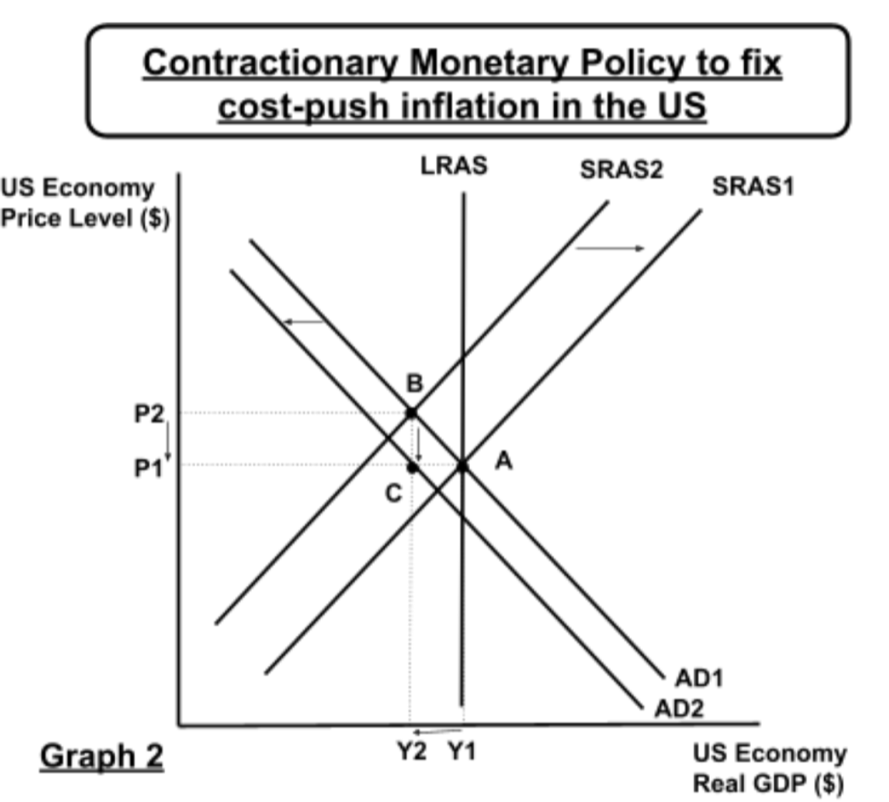 Contractionary Monetary Policy to fix
cost-push inflation in the US
LRAS
SRAS2
SRAS1
US Economy
Price Level ($)
B
P2
P1
A
C
AD1
AD2
Y2 Y1
Graph 2
US Economy
Real GDP ($)